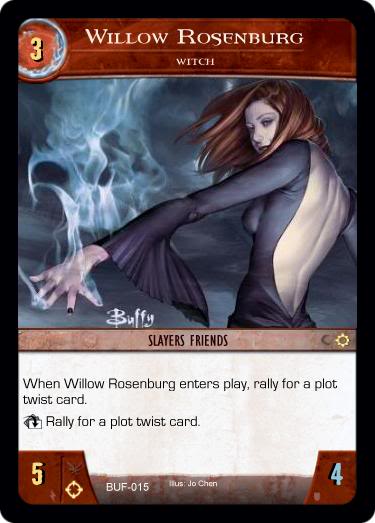 3
Willow Rosenburg
WITCH
Buffy
SLAYERS FRIENDS
When Willow Rosenburg enters play, rally for a plot
twist card.
Rally for a plot twist card.
5
BUF-015
Illus: Jo Chen
4